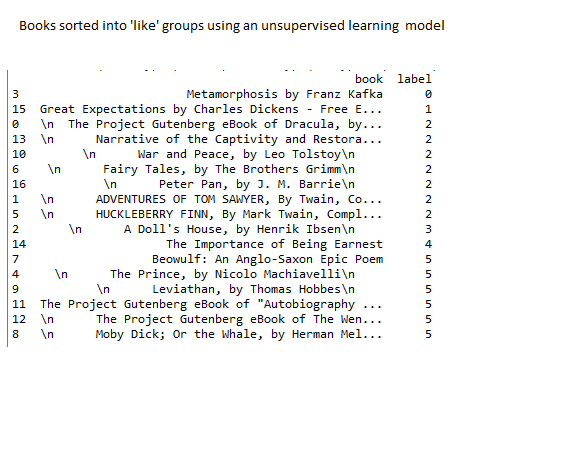 Books sorted into 'like' groups using an unsupervised learning model
book label
3 Metamorphosis by Franz Kafka 0
15 Great Expectations by Charles Dickens - Free E... 1
0 \n The Project Gutenberg eBook of Dracula, by... 2
13 \n Narrative of the Captivity and Restora... 2
10 \n War and Peace, by Leo Tolstoy\n 2
6 \n Fairy Tales, by The Brothers Grimm\n 2
16 \n Peter Pan, by J. M. Barrie\n 2
1 \n ADVENTURES OF TOM SAWYER, By Twain, Co... 2
5 \n HUCKLEBERRY FINN, By Mark Twain, Compl... 2
2 \n A Doll's House, by Henrik Ibsen\n 3
14 The Importance of Being Earnest 4
7 Beowulf: An Anglo-Saxon Epic Poem 5
4 \n The Prince, by Nicolo Machiavelli\n 5
9 \n Leviathan, by Thomas Hobbes\n 5
11 The Project Gutenberg eBook of "Autobiography ... 5
12 \n The Project Gutenberg eBook of The Wen... 5
8 \n Moby Dick; Or the Whale, by Herman Mel... 5